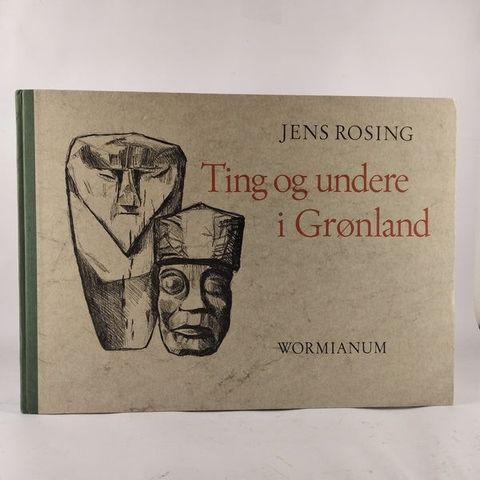 JENS ROSING
Ting og undere
i Grønland
WORMIANUM